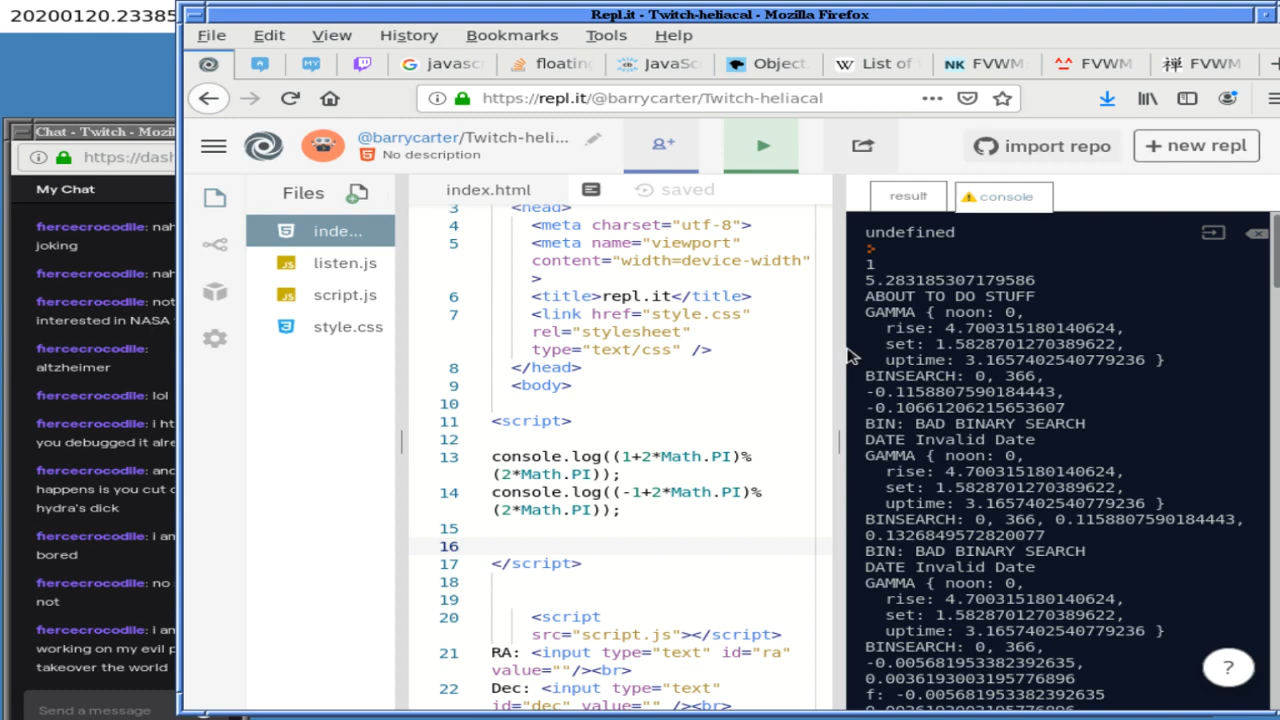 20200120.23385
Repl.it - Twitch-heliacal - Mozilla Firefox
File Edit View History Bookmarks Tools Help
javasc
floating
JavaSc
Object.
List of
FVWM
FVWM
FVWM
https://repl.it/@barrycarter/Twitch-heliacal
Chat - Twitch - Mozil
https://dash
My Chat
fiercecrocodile: nah
joking
fiercecrocodile: nah
fiercecrocodile: not
interested in NASA
fiercecrocodile:
altzheimer
fiercecrocodile: lol
fiercecrocodile: i ht
you debugged it alre
fiercecrocodile: and
happens is you cut o
hydra's dick
fiercecrocodile: i am
bored
fiercecrocodile: no
not
fiercecrocodile: i am
working on my evil p
takeover the world
Send a message
@barrycarter/Twitch-heli...
No description
import repo
+ new repl
Files
inde...
listen.js
script.js
style.css
index.html
saved
3 <head>
4 <meta charset="utf-8">
5 <meta name="viewport"
content="width=device-width"
>
6 <title>repl.it</title>
7 <link href="style.css"
rel="stylesheet"
type="text/css" />
8 </head>
9 <body>
10
11 <script>
12
13 console.log((1+2*Math.PI)%
(2*Math.PI));
14 console.log((-1+2*Math.PI)%
(2*Math.PI));
15
16
17 </script>
18
19
20 <script
src="script.js"></script>
21 RA: <input type="text" id="ra"
value=""/><br>
22 Dec: <input type="text"
id="dec" value="" /><br>
result
console
undefined
>
1
5.283185307179586
ABOUT TO DO STUFF
GAMMA { noon: 0,
rise: 4.700315180140624,
set: 1.5828701270389622,
uptime: 3.1657402540779236 }
BINSEARCH: 0, 366,
-0.1158807590184443,
-0.10661206215653607
BIN: BAD BINARY SEARCH
DATE Invalid Date
GAMMA { noon: 0,
rise: 4.700315180140624,
set: 1.5828701270389622,
uptime: 3.1657402540779236 }
BINSEARCH: 0, 366, 0.1158807590184443,
0.1326849572820077
BIN: BAD BINARY SEARCH
DATE Invalid Date
GAMMA { noon: 0,
rise: 4.700315180140624,
set: 1.5828701270389622,
uptime: 3.1657402540779236 }
BINSEARCH: 0, 366,
-0.005681953382392635,
0.0036193003195776896
f: -0.005681953382392635
0.0036193003195776896
?